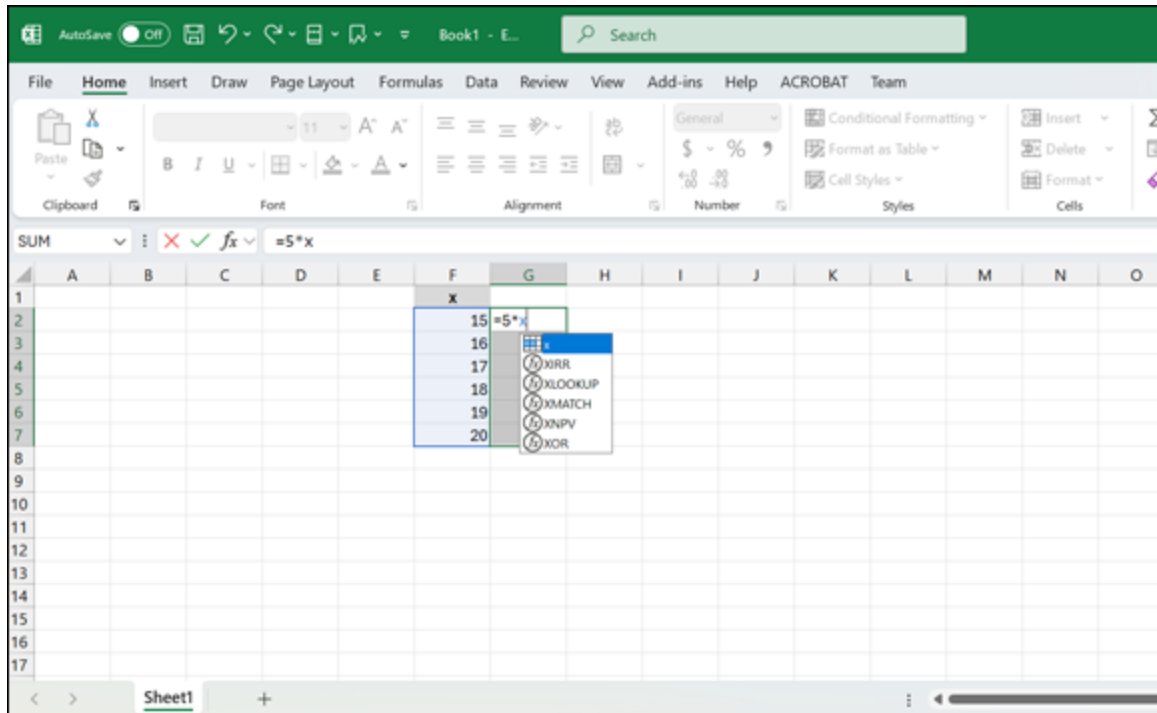 AutoSave Off Book1 - E... Search
File Home Insert Draw Page Layout Formulas Data Review View Add-ins Help ACROBAT Team
Paste
11 A A
B I U A
ab
General
$ % 9
Conditional Formatting
Format as Table
Cell Styles
Insert
Delete
Format
Σ
Clipboard Font Alignment Number Styles Cells
SUM fx =5*x
A B C D E F G H I J K L M N O
1 x
2 15 =5*x
3 16 x
4 17 XIRR
5 18 XLOOKUP
6 19 XMATCH
XNPV
7 20 XOR
8
9
10
11
12
13
14
15
16
17
Sheet1